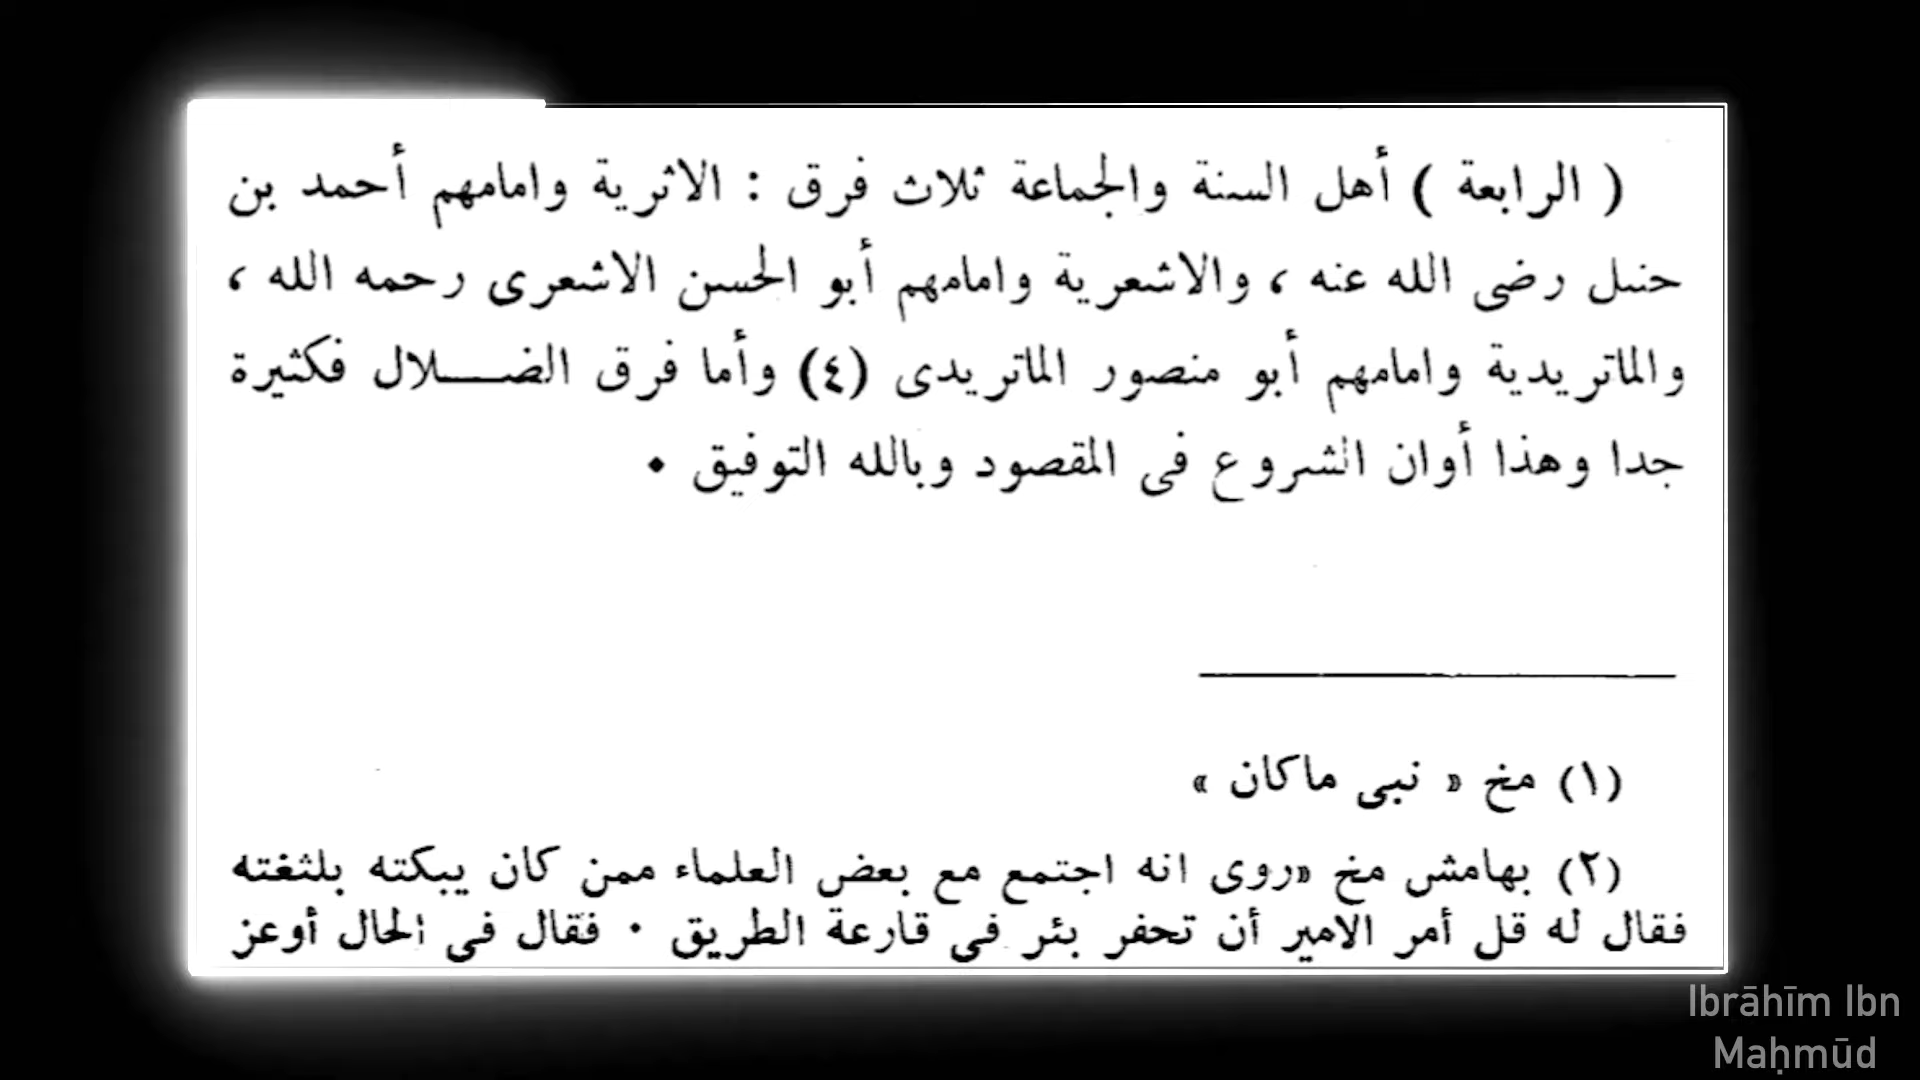 ( الرابعة ) أهل السنة والجماعة ثلاث فرق : الاثرية وامامهم أحمد بن
حنبل رضى الله عنه ، والاشعرية وامامهم أبو الحسن الاشعرى رحمه الله ،
والماتريدية وامامهم أبو منصور الماتريدى (٤) وأما فرق الضـــلال فكثيرة
جدا وهذا أوان الشروع فى المقصود وبالله التوفيق •
(١) مخ « نبى ماكان »
(٢) بهامش مخ «روى انه اجتمع مع بعض العلماء ممن كان يبكته بلثغته
فقال له قل أمر الامير أن تحفر بئر فى قارعة الطريق • فقال فى الحال أوعز
Ibrāhīm Ibn
Maḥmūd